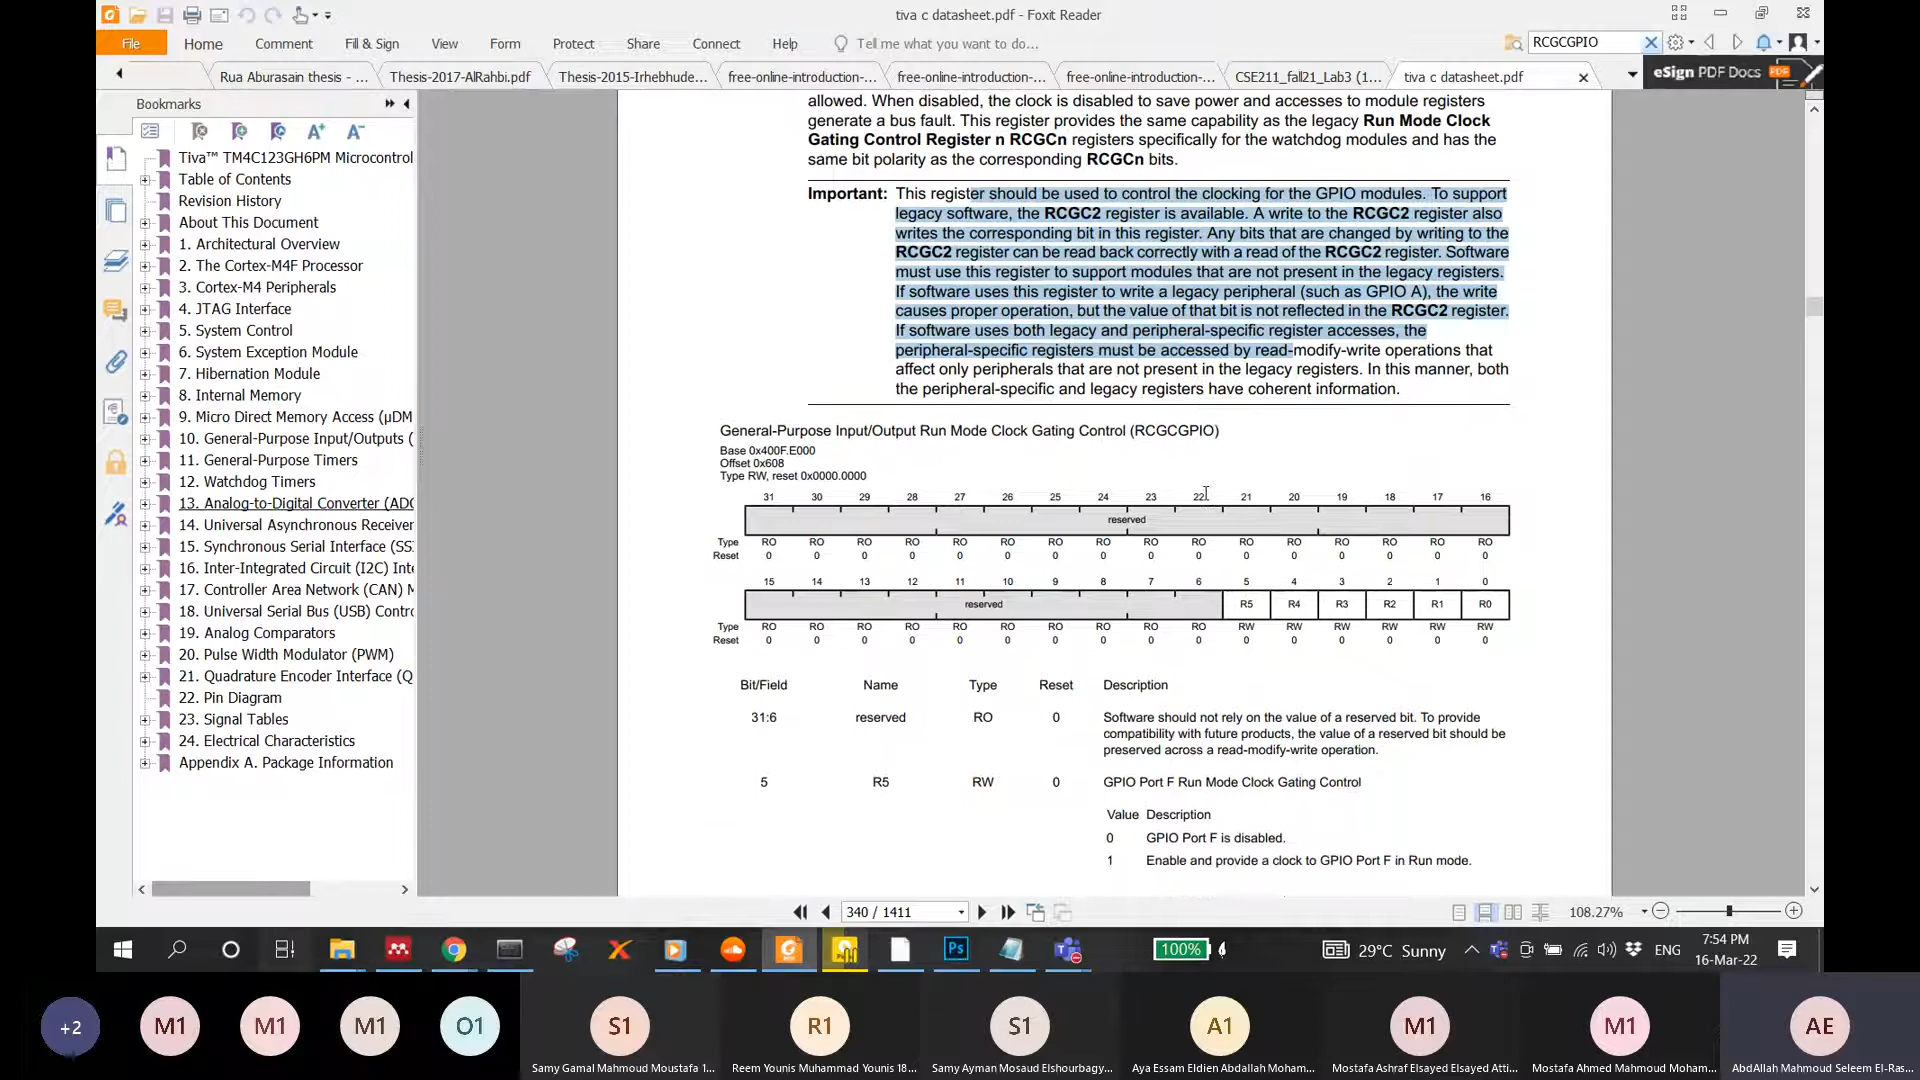 tiva c datasheet.pdf - Foxit Reader
File Home Comment Fill & Sign View Form Protect Share Connect Help Tell me what you want to do... RCGCGPIO
Rua Aburasain thesis - ... Thesis-2017-AlRahbi.pdf Thesis-2015-Irhebhude... free-online-introduction-... free-online-introduction-... free-online-introduction-... CSE211_fall21_Lab3 (1... tiva c datasheet.pdf eSign PDF Docs
Bookmarks
Tiva™ TM4C123GH6PM Microcontrol
Table of Contents
Revision History
About This Document
1. Architectural Overview
2. The Cortex-M4F Processor
3. Cortex-M4 Peripherals
4. JTAG Interface
5. System Control
6. System Exception Module
7. Hibernation Module
8. Internal Memory
9. Micro Direct Memory Access (µDM
10. General-Purpose Input/Outputs (
11. General-Purpose Timers
12. Watchdog Timers
13. Analog-to-Digital Converter (ADC
14. Universal Asynchronous Receiver
15. Synchronous Serial Interface (SS
16. Inter-Integrated Circuit (I2C) Inte
17. Controller Area Network (CAN) M
18. Universal Serial Bus (USB) Contro
19. Analog Comparators
20. Pulse Width Modulator (PWM)
21. Quadrature Encoder Interface (Q
22. Pin Diagram
23. Signal Tables
24. Electrical Characteristics
Appendix A. Package Information
allowed. When disabled, the clock is disabled to save power and accesses to module registers
generate a bus fault. This register provides the same capability as the legacy Run Mode Clock
Gating Control Register n RCGCn registers specifically for the watchdog modules and has the
same bit polarity as the corresponding RCGCn bits.
Important: This register should be used to control the clocking for the GPIO modules. To support
legacy software, the RCGC2 register is available. A write to the RCGC2 register also
writes the corresponding bit in this register. Any bits that are changed by writing to the
RCGC2 register can be read back correctly with a read of the RCGC2 register. Software
must use this register to support modules that are not present in the legacy registers.
If software uses this register to write a legacy peripheral (such as GPIO A), the write
causes proper operation, but the value of that bit is not reflected in the RCGC2 register.
If software uses both legacy and peripheral-specific register accesses, the
peripheral-specific registers must be accessed by read-modify-write operations that
affect only peripherals that are not present in the legacy registers. In this manner, both
the peripheral-specific and legacy registers have coherent information.
General-Purpose Input/Output Run Mode Clock Gating Control (RCGCGPIO)
Base 0x400F.E000
Offset 0x608
Type RW, reset 0x0000.0000
31 30 29 28 27 26 25 24 23 22 21 20 19 18 17 16
reserved
Type RO RO RO RO RO RO RO RO RO RO RO RO RO RO RO RO
Reset 0 0 0 0 0 0 0 0 0 0 0 0 0 0 0 0
15 14 13 12 11 10 9 8 7 6 5 4 3 2 1 0
reserved R5 R4 R3 R2 R1 R0
Type RO RO RO RO RO RO RO RO RO RO RW RW RW RW RW RW
Reset 0 0 0 0 0 0 0 0 0 0 0 0 0 0 0 0
Bit/Field Name Type Reset Description
31:6 reserved RO 0 Software should not rely on the value of a reserved bit. To provide
compatibility with future products, the value of a reserved bit should be
preserved across a read-modify-write operation.
5 R5 RW 0 GPIO Port F Run Mode Clock Gating Control
Value Description
0 GPIO Port F is disabled.
1 Enable and provide a clock to GPIO Port F in Run mode.
340 / 1411 108.27%
100% 29°C Sunny ENG 7:54 PM
16-Mar-22
+2 M1 M1 M1 O1 S1 R1 S1 A1 M1 M1 AE
Samy Gamal Mahmoud Moustafa 1... Reem Younis Muhammad Younis 18... Samy Ayman Mosaud Elshourbagy... Aya Essam Eldien Abdallah Moham... Mostafa Ashraf Elsayed Elsayed Atti... Mostafa Ahmed Mahmoud Moham... AbdAllah Mahmoud Seleem El-Ras...